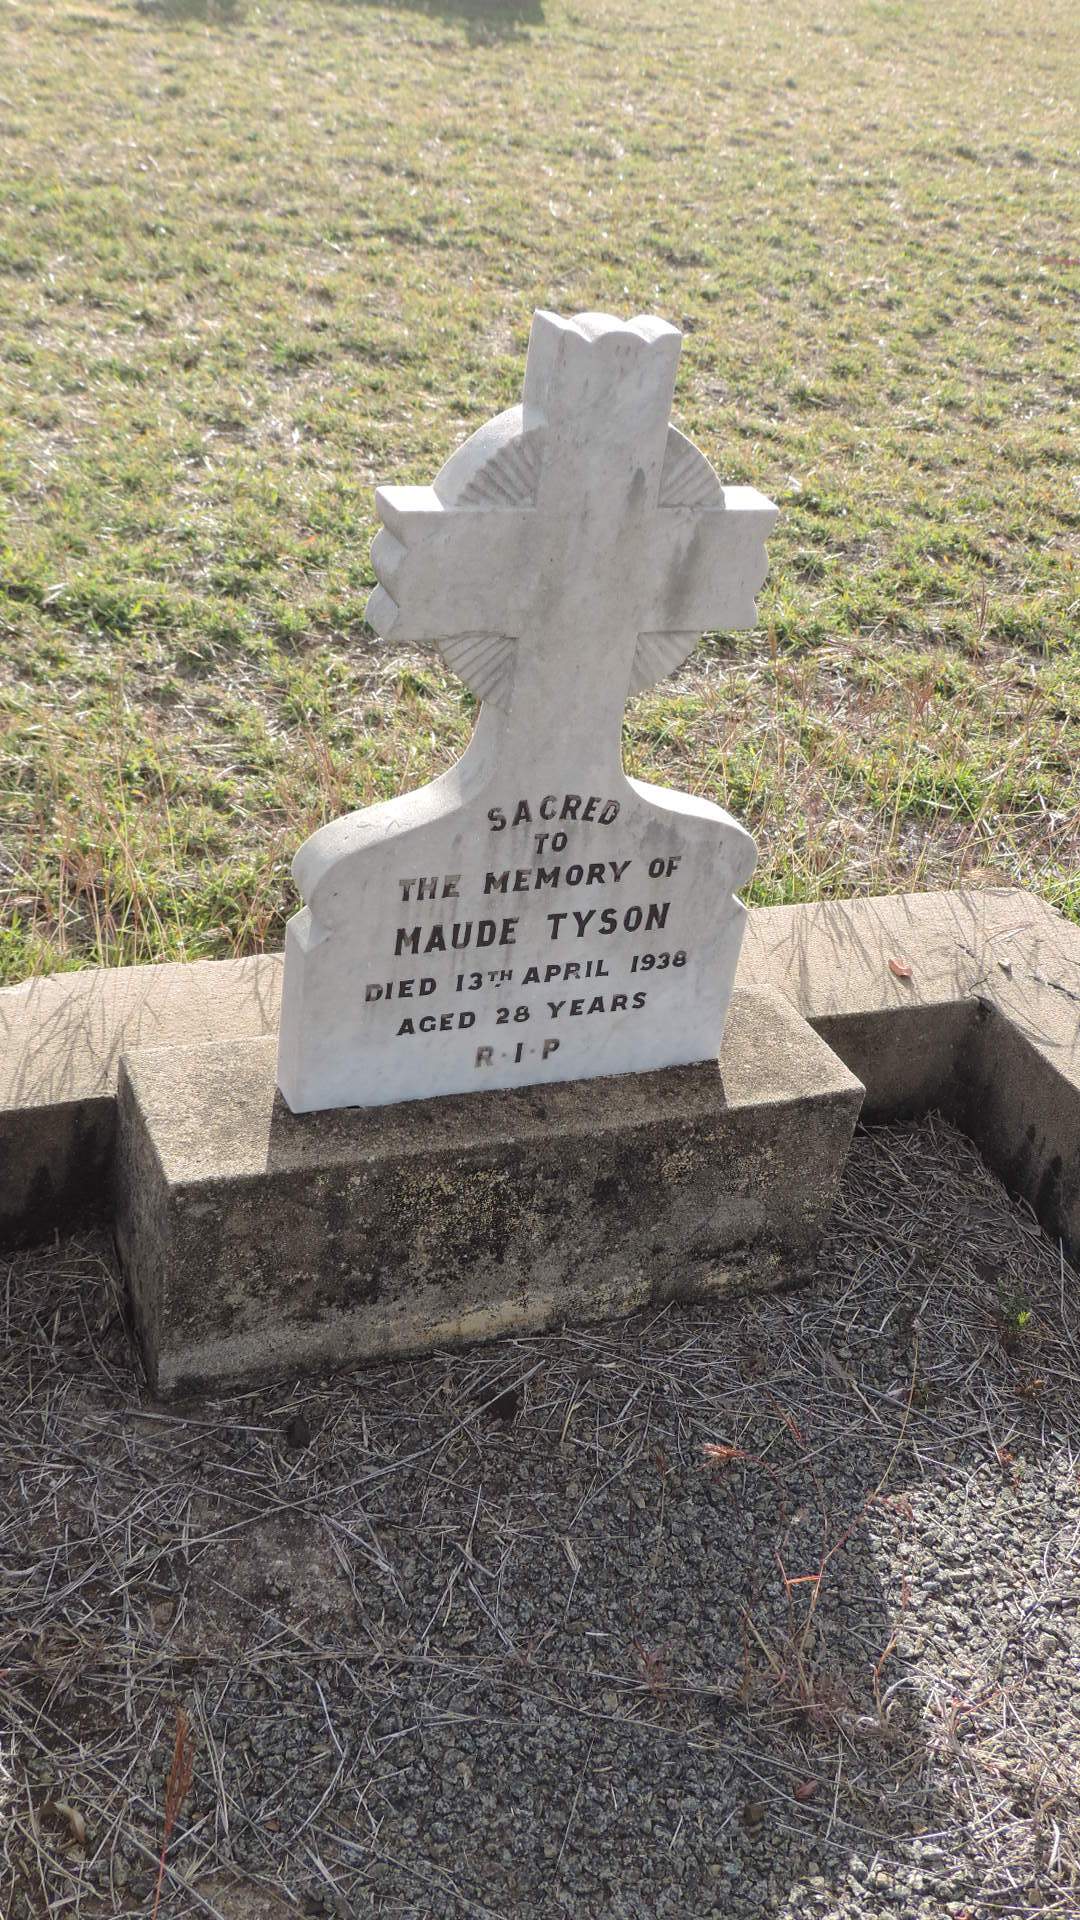 SACRED
TO
THE MEMORY OF
MAUDE TYSON
DIED 13TH APRIL 1938
AGED 28 YEARS
R·I·P